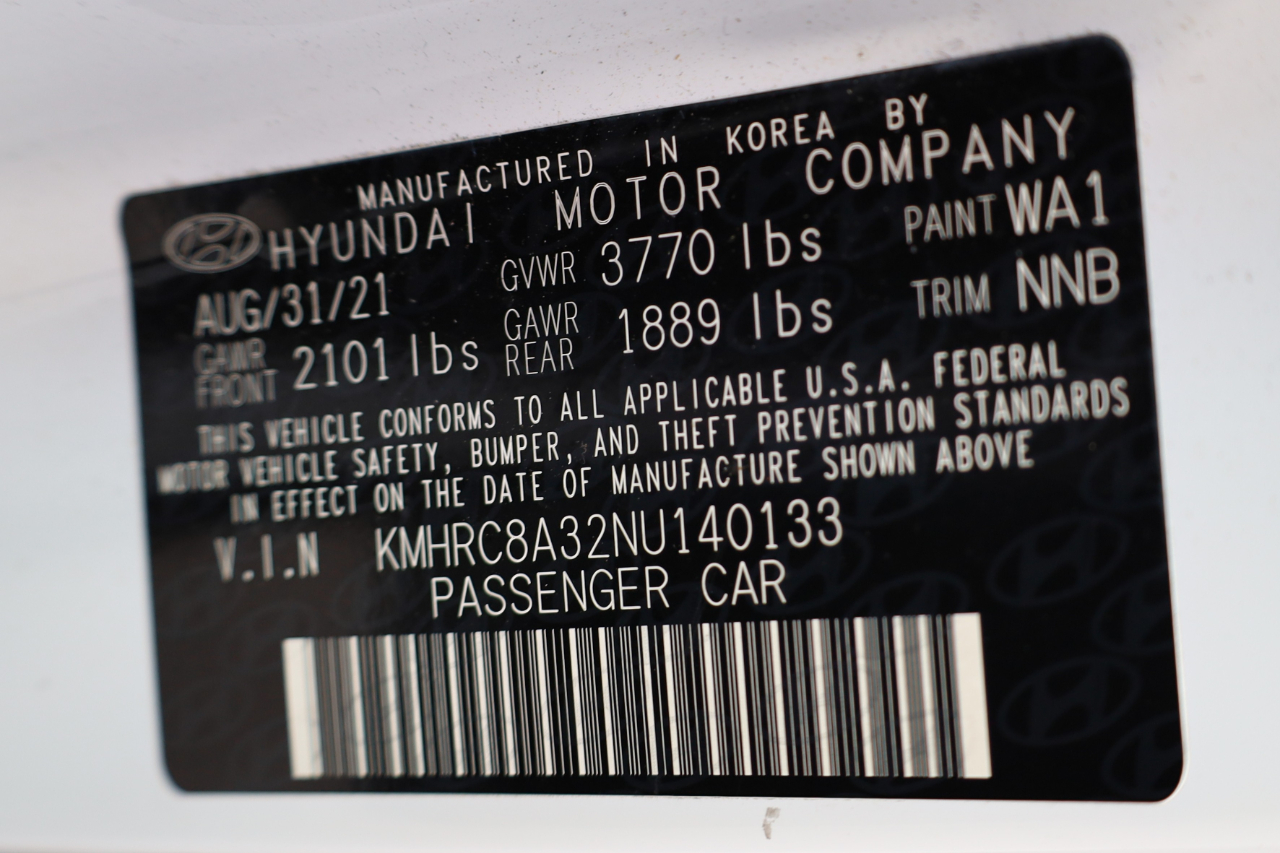 MANUFACTURED IN KOREA BY
HYUNDAI MOTOR COMPANY
AUG/31/21 GVWR 3770 lbs PAINT WA1
GAWR FRONT 2101 lbs GAWR REAR 1889 lbs TRIM NNB
THIS VEHICLE CONFORMS TO ALL APPLICABLE U.S.A. FEDERAL
MOTOR VEHICLE SAFETY, BUMPER, AND THEFT PREVENTION STANDARDS
IN EFFECT ON THE DATE OF MANUFACTURE SHOWN ABOVE
V.I.N KMHRC8A32NU140133
PASSENGER CAR